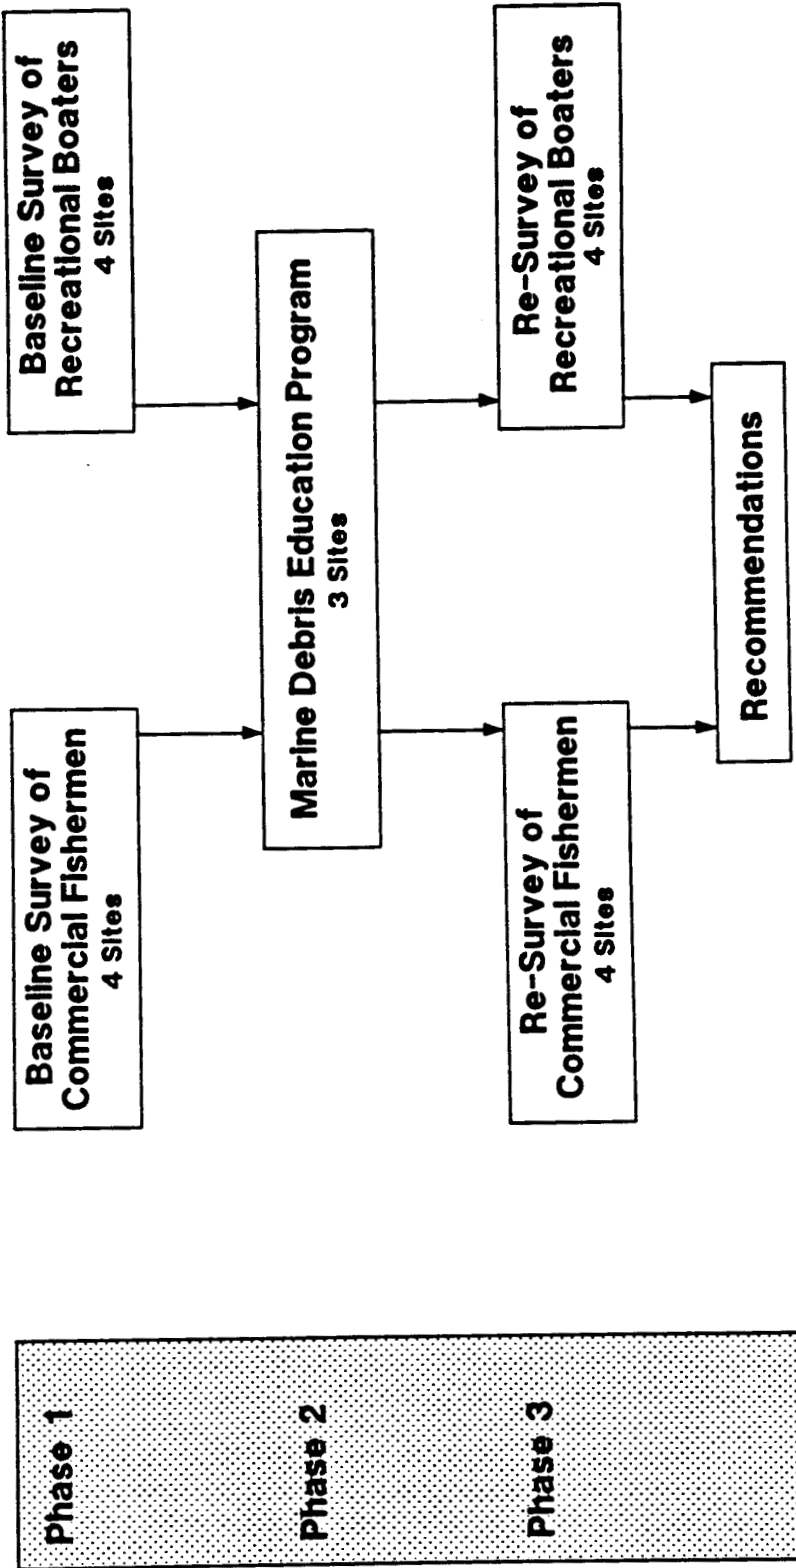 Phase 1
Baseline Survey of
Commercial Fishermen
4 Sites
Baseline Survey of
Recreational Boaters
4 Sites
Phase 2
Marine Debris Education Program
3 Sites
Phase 3
Re-Survey of
Commercial Fishermen
4 Sites
Re-Survey of
Recreational Boaters
4 Sites
Recommendations